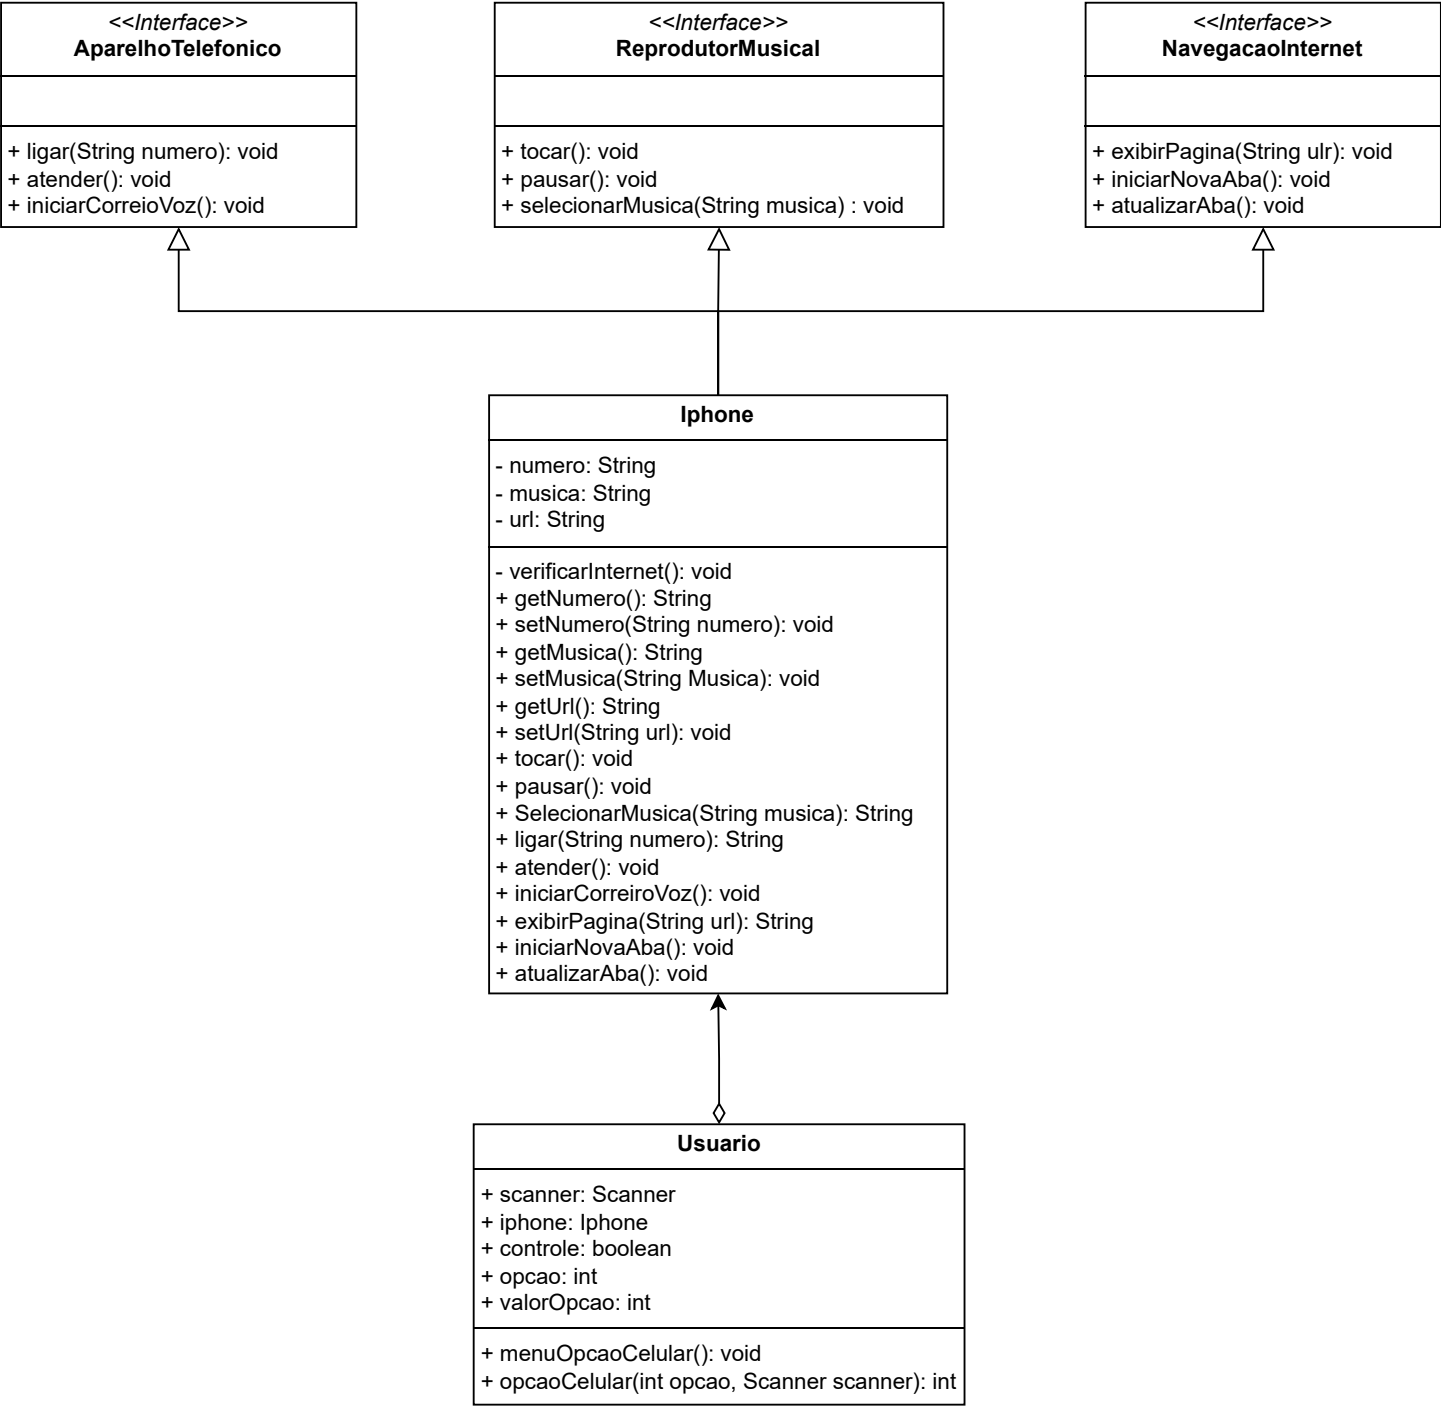 <<Interface>>
AparelhoTelefonico
+ ligar(String numero): void
+ atender(): void
+ iniciarCorreioVoz(): void
<<Interface>>
ReprodutorMusical
+ tocar(): void
+ pausar(): void
+ selecionarMusica(String musica) : void
<<Interface>>
NavegacaoInternet
+ exibirPagina(String ulr): void
+ iniciarNovaAba(): void
+ atualizarAba(): void
Iphone
- numero: String
- musica: String
- url: String
- verificarInternet(): void
+ getNumero(): String
+ setNumero(String numero): void
+ getMusica(): String
+ setMusica(String Musica): void
+ getUrl(): String
+ setUrl(String url): void
+ tocar(): void
+ pausar(): void
+ SelecionarMusica(String musica): String
+ ligar(String numero): String
+ atender(): void
+ iniciarCorreiroVoz(): void
+ exibirPagina(String url): String
+ iniciarNovaAba(): void
+ atualizarAba(): void
Usuario
+ scanner: Scanner
+ iphone: Iphone
+ controle: boolean
+ opcao: int
+ valorOpcao: int
+ menuOpcaoCelular(): void
+ opcaoCelular(int opcao, Scanner scanner): int